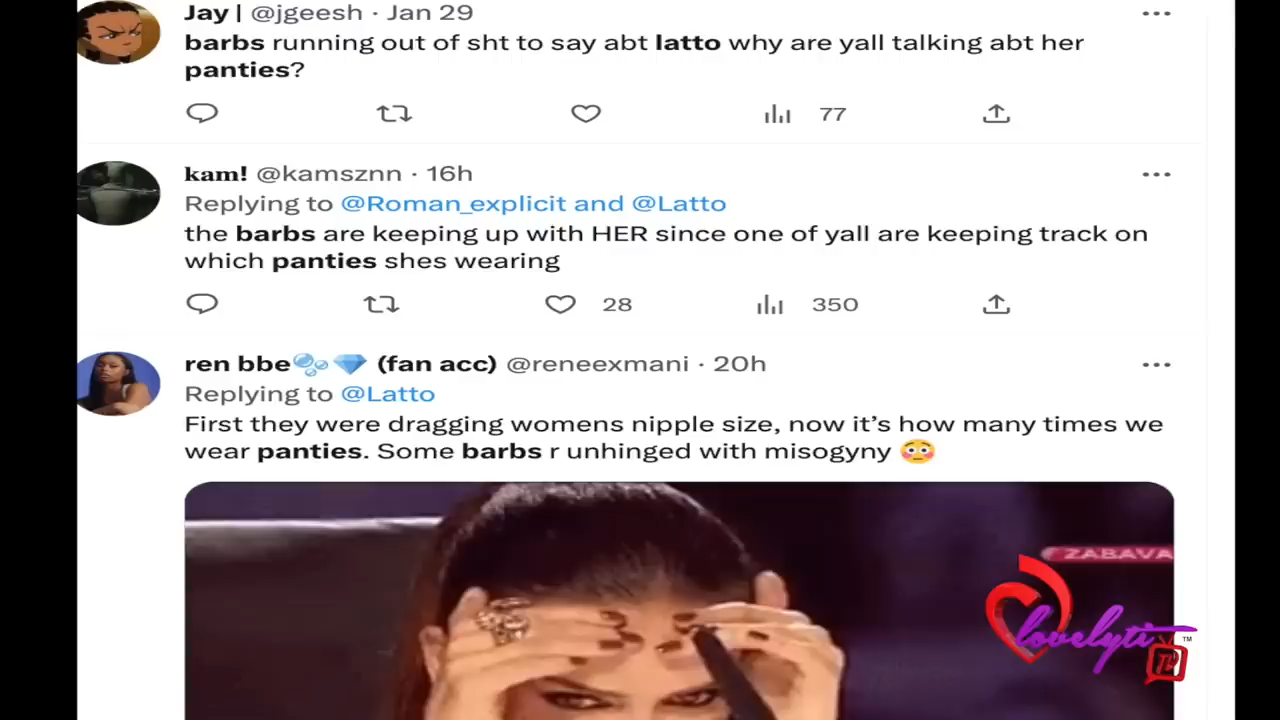 Jay | @jgeesh · Jan 29
barbs running out of sht to say abt latto why are yall talking abt her
panties?
77
kam! @kamsznn · 16h
Replying to @Roman_explicit and @Latto
the barbs are keeping up with HER since one of yall are keeping track on
which panties shes wearing
28 350
ren bbe🫧💎 (fan acc) @reneexmani · 20h
Replying to @Latto
First they were dragging womens nipple size, now it’s how many times we
wear panties. Some barbs r unhinged with misogyny 😳
ZABAVA
lovelyti ™
TV